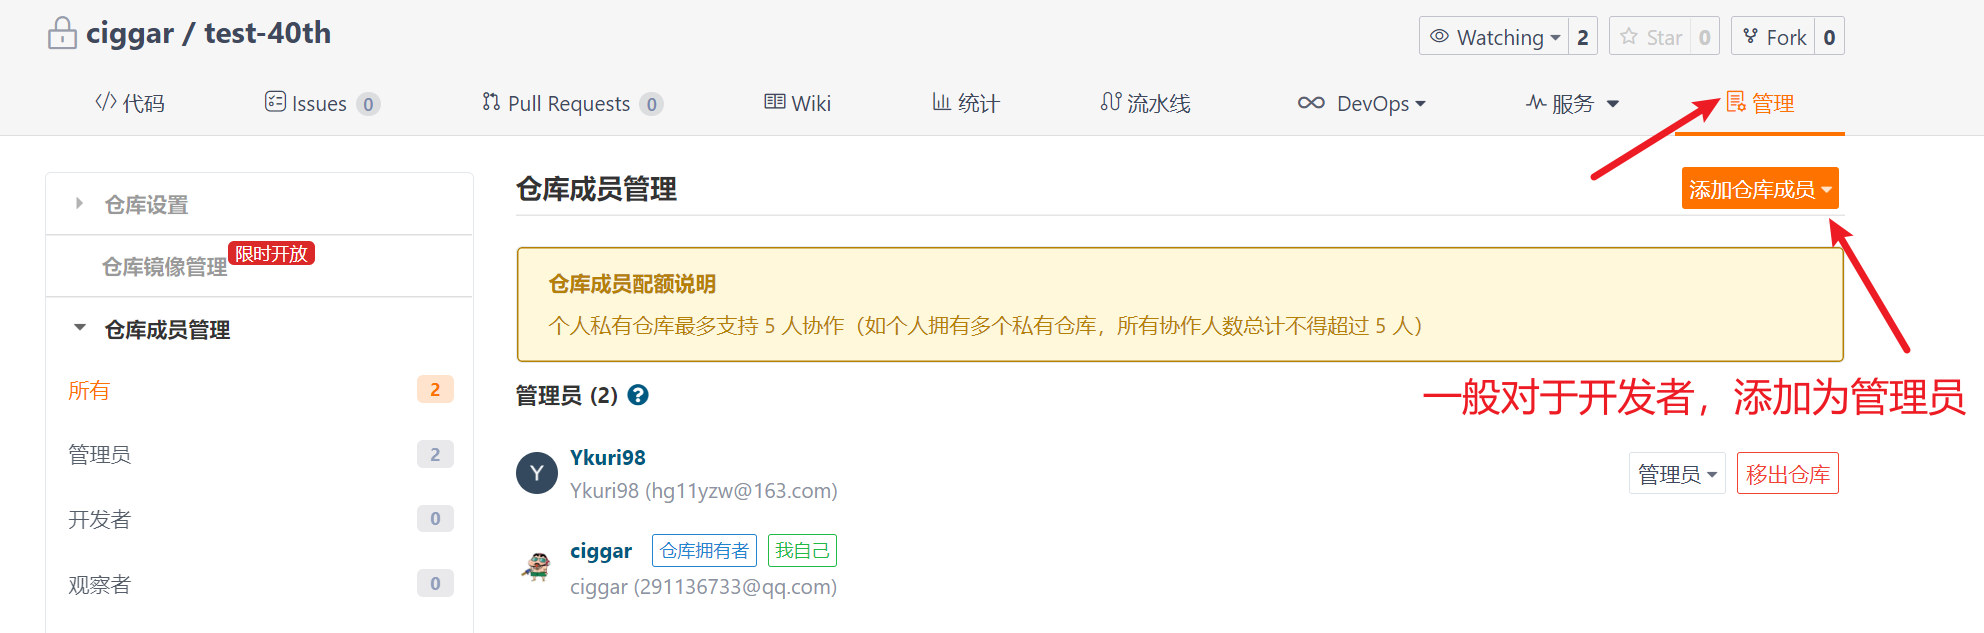 ciggar / test-40th
Watching 2 Star 0 Fork 0
代码 Issues 0 Pull Requests 0 Wiki 统计 流水线 DevOps 服务 管理
仓库设置
仓库镜像管理 限时开放
仓库成员管理
所有 2
管理员 2
开发者 0
观察者 0
仓库成员管理
添加仓库成员
仓库成员配额说明
个人私有仓库最多支持 5 人协作（如个人拥有多个私有仓库，所有协作人数总计不得超过 5 人）
管理员 (2) ?
一般对于开发者，添加为管理员
Y
Ykuri98
Ykuri98 (hg11yzw@163.com)
管理员 移出仓库
ciggar 仓库拥有者 我自己
ciggar (291136733@qq.com)